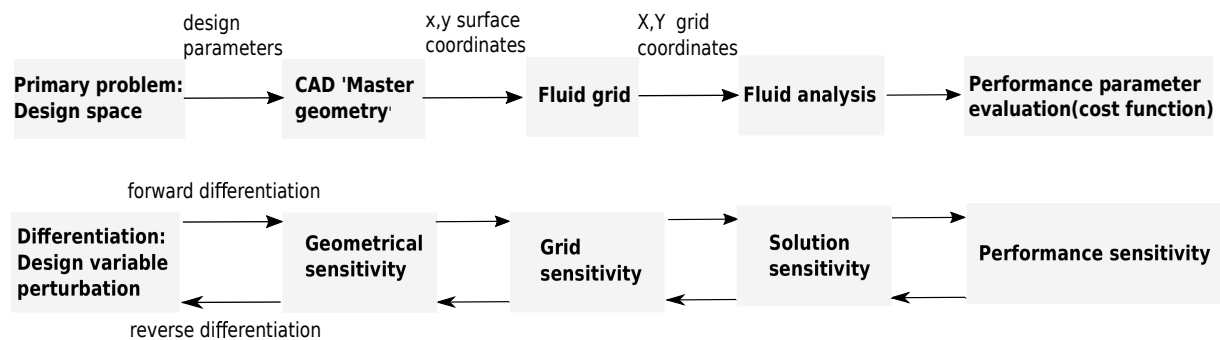 design
parameters
x,y surface
coordinates
X,Y grid
coordinates
Primary problem:
Design space
CAD 'Master
geometry'
Fluid grid
Fluid analysis
Performance parameter
evaluation(cost function)
forward differentiation
Differentiation:
Design variable
perturbation
Geometrical
sensitivity
Grid
sensitivity
Solution
sensitivity
Performance sensitivity
reverse differentiation